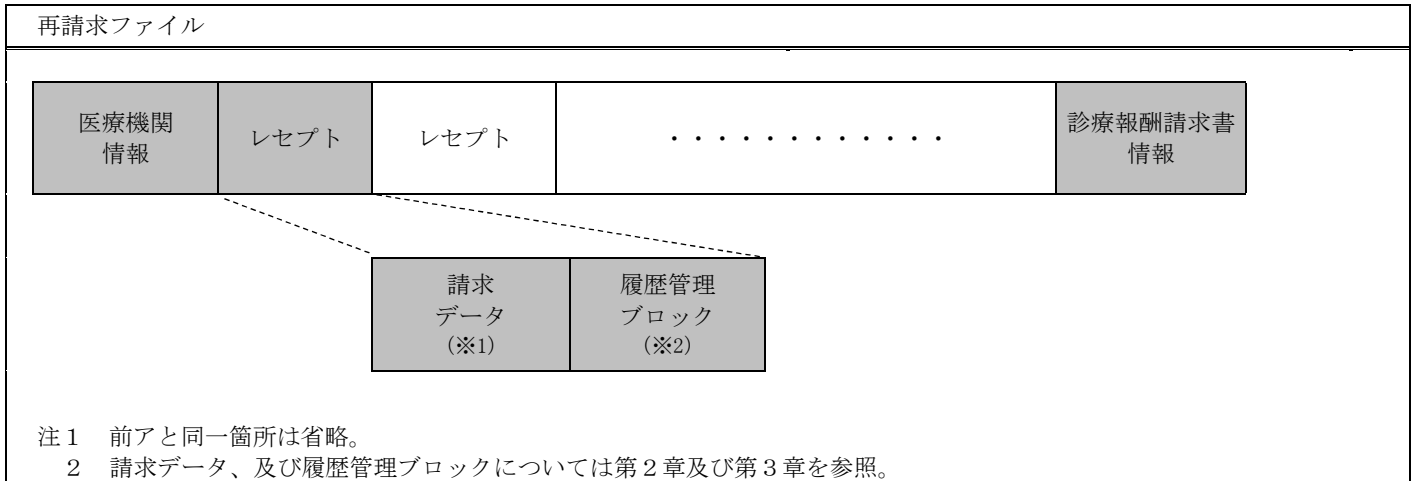 再請求ファイル
医療機関
情報
レセプト
レセプト
・・・・・・・・・・・・
診療報酬請求書
情報
請求
データ
(※1)
履歴管理
ブロック
(※2)
注１　前アと同一箇所は省略。
２　請求データ、及び履歴管理ブロックについては第２章及び第３章を参照。